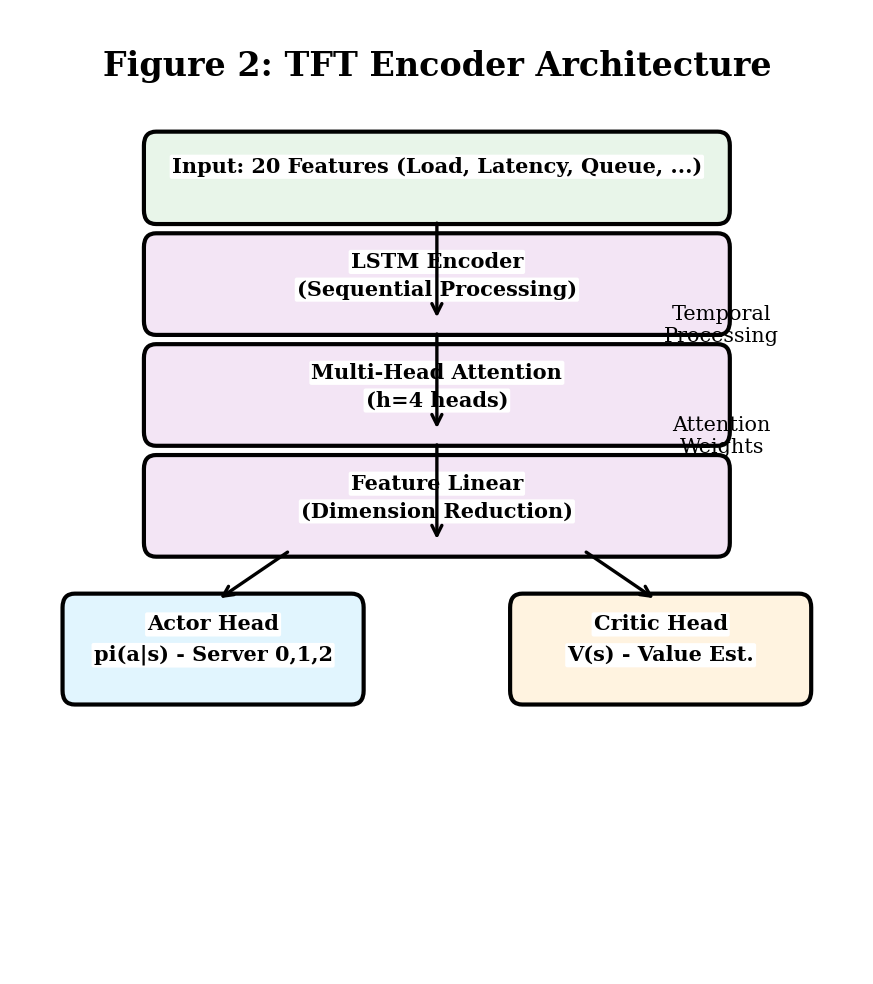 Figure 2: TFT Encoder Architecture
Input: 20 Features (Load, Latency, Queue, ...)
LSTM Encoder
(Sequential Processing)
Temporal
Processing
Multi-Head Attention
(h=4 heads)
Attention
Weights
Feature Linear
(Dimension Reduction)
Actor Head
pi(a|s) - Server 0,1,2
Critic Head
V(s) - Value Est.